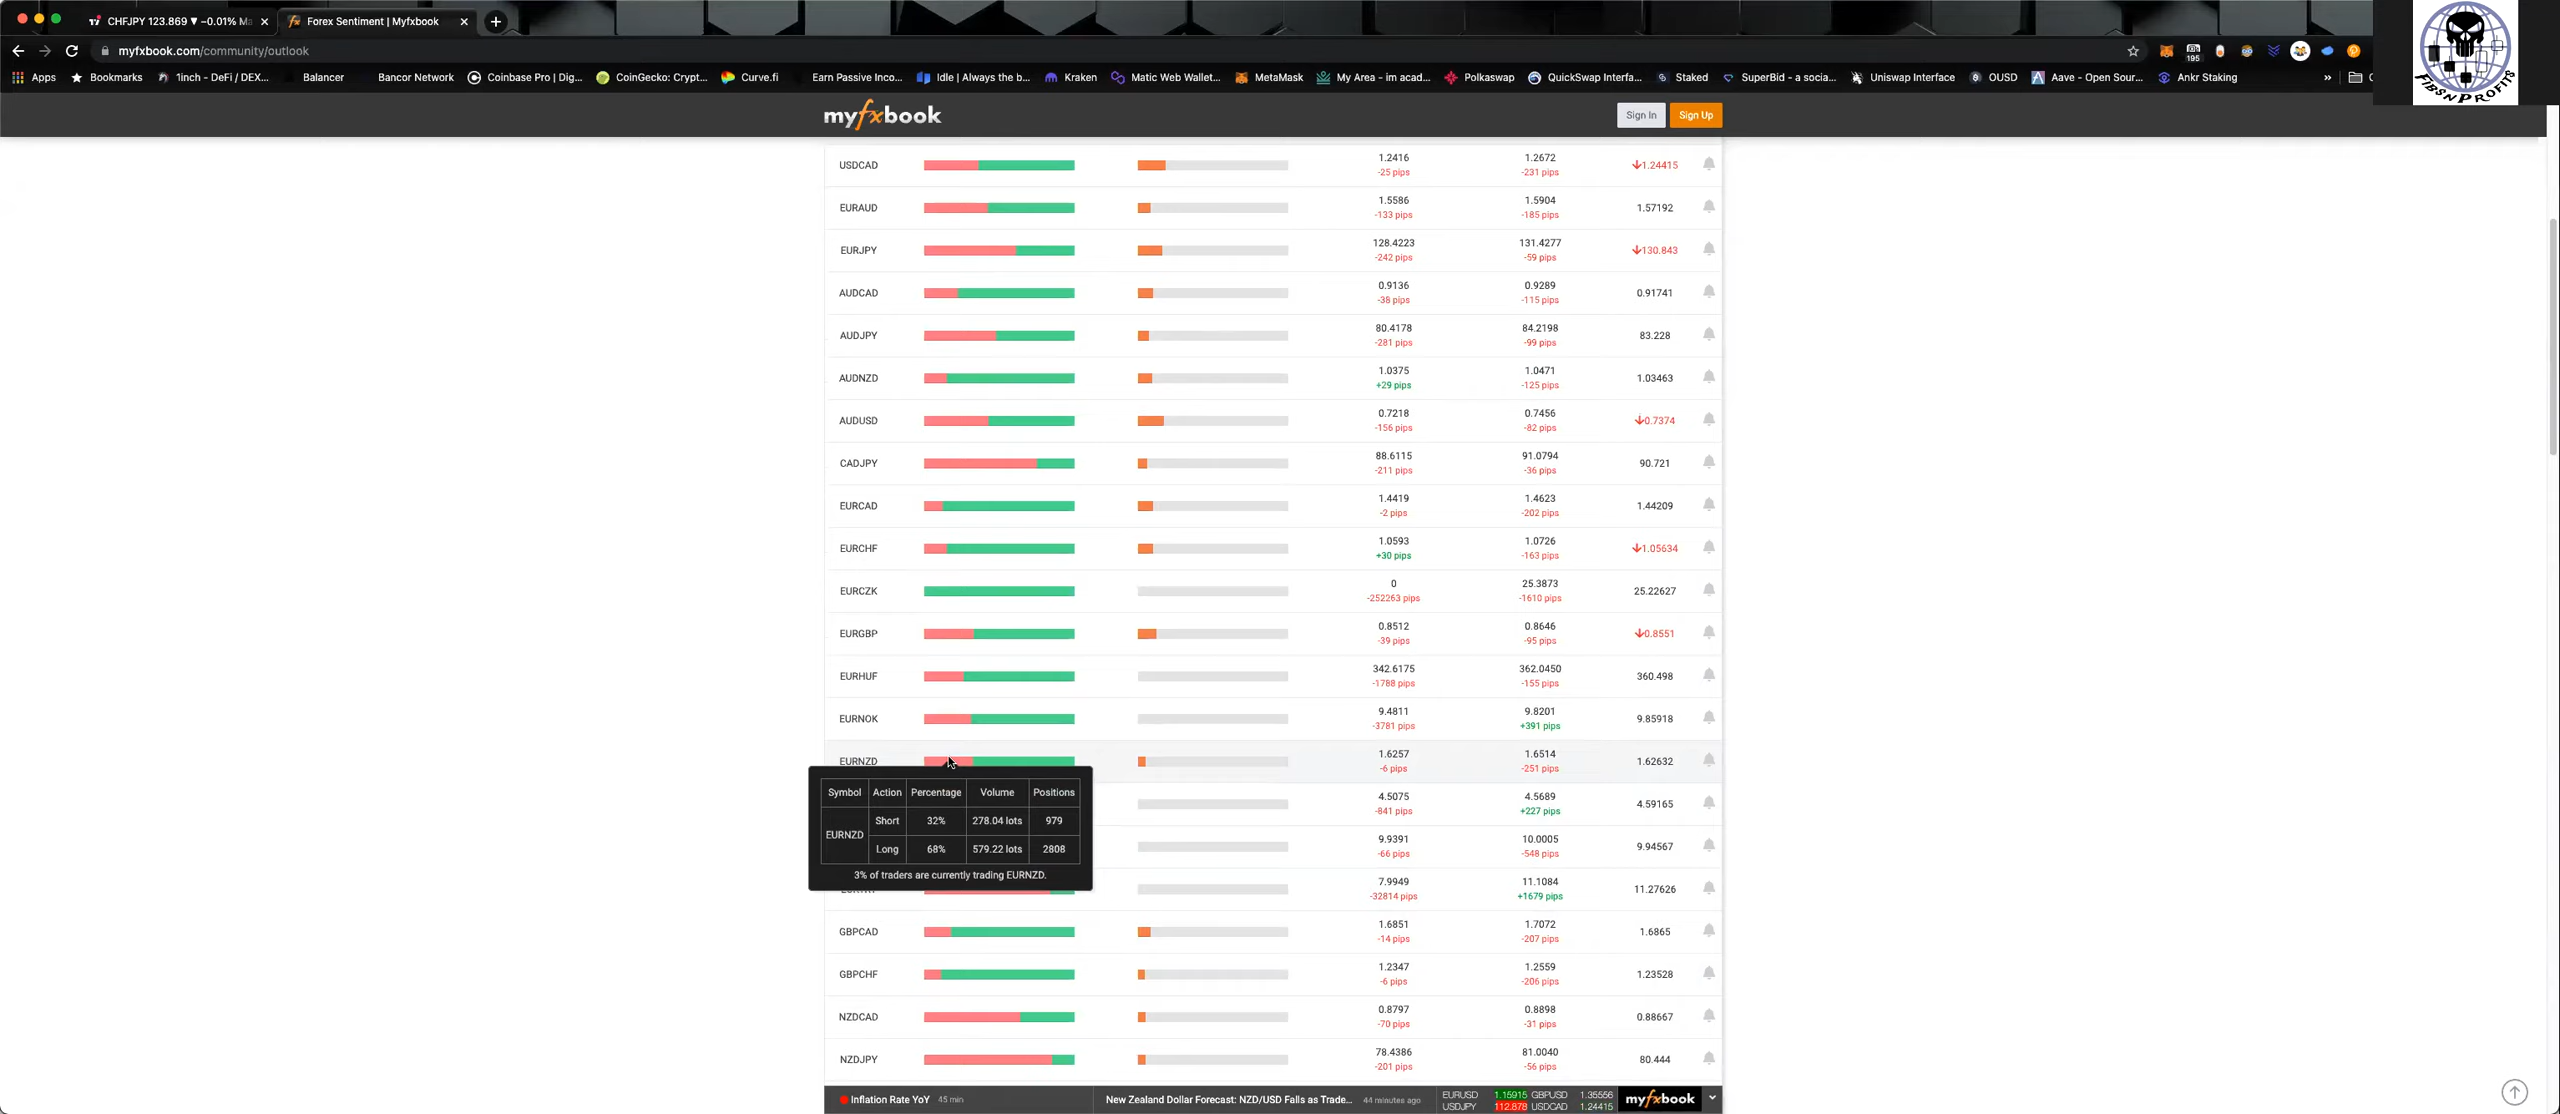 CHFJPY 123.869 ▼ −0.01% Ma
Forex Sentiment | Myfxbook
myfxbook.com/community/outlook
195
Apps Bookmarks 1inch - DeFi / DEX... Balancer Bancor Network Coinbase Pro | Dig... CoinGecko: Crypt... Curve.fi Earn Passive Inco... Idle | Always the b... Kraken Matic Web Wallet... MetaMask My Area - im acad... Polkaswap QuickSwap Interfa... Staked SuperBid - a socia... Uniswap Interface OUSD Aave - Open Sour... Ankr Staking »
FIBSNPROFITS
myfxbook Sign In Sign Up
USDCAD 1.2416 1.2672 1.24415
-25 pips -231 pips
EURAUD 1.5586 1.5904 1.57192
-133 pips -185 pips
EURJPY 128.4223 131.4277 130.843
-242 pips -59 pips
AUDCAD 0.9136 0.9289 0.91741
-38 pips -115 pips
AUDJPY 80.4178 84.2198 83.228
-281 pips -99 pips
AUDNZD 1.0375 1.0471 1.03463
+29 pips -125 pips
AUDUSD 0.7218 0.7456 0.7374
-156 pips -82 pips
CADJPY 88.6115 91.0794 90.721
-211 pips -36 pips
EURCAD 1.4419 1.4623 1.44209
-2 pips -202 pips
EURCHF 1.0593 1.0726 1.05634
+30 pips -163 pips
EURCZK 0 25.3873 25.22627
-252263 pips -1610 pips
EURGBP 0.8512 0.8646 0.8551
-39 pips -95 pips
EURHUF 342.6175 362.0450 360.498
-1788 pips -155 pips
EURNOK 9.4811 9.8201 9.85918
-3781 pips +391 pips
EURNZD 1.6257 1.6514 1.62632
-6 pips -251 pips
Symbol Action Percentage Volume Positions
EURNZD Short 32% 278.04 lots 979
Long 68% 579.22 lots 2808
3% of traders are currently trading EURNZD.
4.5075 4.5689 4.59165
-841 pips +227 pips
9.9391 10.0005 9.94567
-66 pips -548 pips
7.9949 11.1084 11.27626
-32814 pips +1679 pips
GBPCAD 1.6851 1.7072 1.6865
-14 pips -207 pips
GBPCHF 1.2347 1.2559 1.23528
-6 pips -206 pips
NZDCAD 0.8797 0.8898 0.88667
-70 pips -31 pips
NZDJPY 78.4386 81.0040 80.444
-201 pips -56 pips
Inflation Rate YoY 45 min New Zealand Dollar Forecast: NZD/USD Falls as Trade... 44 minutes ago
EURUSD 1.15915 GBPUSD 1.35556
USDJPY 112.878 USDCAD 1.24415
myfxbook